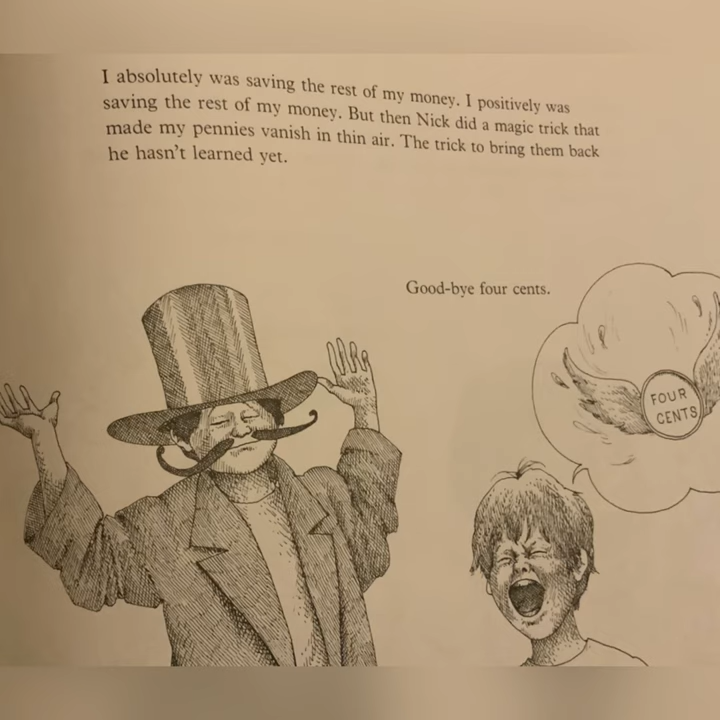 I absolutely was saving the rest of my money. I positively was
saving the rest of my money. But then Nick did a magic trick that
made my pennies vanish in thin air. The trick to bring them back
he hasn't learned yet.
Good-bye four cents.
FOUR
CENTS